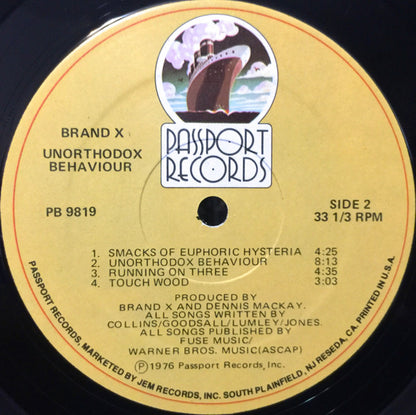 PASSPORT
RECORDS
BRAND X
UNORTHODOX
BEHAVIOUR
PB 9819
SIDE 2
33 1/3 RPM
1. SMACKS OF EUPHORIC HYSTERIA 4:25
2. UNORTHODOX BEHAVIOUR 8:13
3. RUNNING ON THREE 4:35
4. TOUCH WOOD 3:03
PRODUCED BY
BRAND X AND DENNIS MACKAY.
ALL SONGS WRITTEN BY
COLLINS/GOODSALL/LUMLEY/JONES.
ALL SONGS PUBLISHED BY
FUSE MUSIC/
WARNER BROS. MUSIC(ASCAP)
Ⓟ1976 Passport Records, Inc.
PASSPORT RECORDS, MARKETED BY JEM RECORDS, INC. SOUTH PLAINFIELD, NJ RESEDA, CA. PRINTED IN U.S.A.